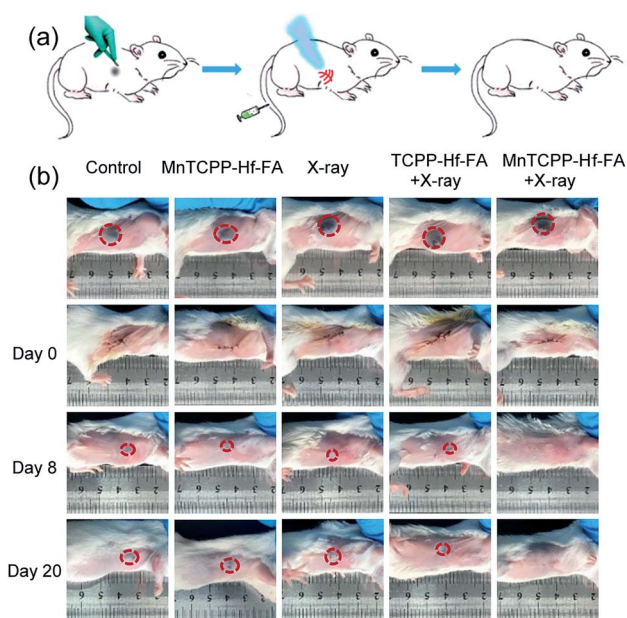 (a)
(b)
Control MnTCPP-Hf-FA X-ray TCPP-Hf-FA +X-ray MnTCPP-Hf-FA +X-ray
Day 0
Day 8
Day 20